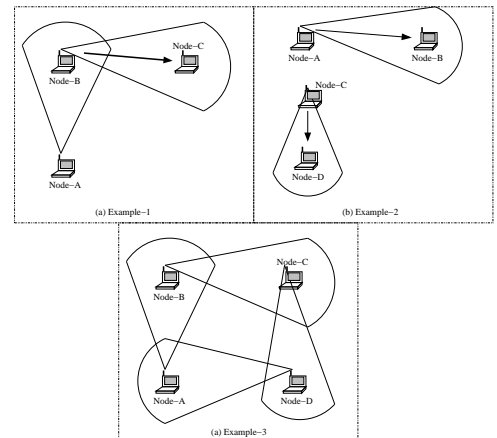 Node−C
Node−B
Node−A
(a) Example−1
Node−A
Node−B
Node−C
Node−D
(b) Example−2
Node−C
Node−B
Node−A
Node−D
(a) Example−3